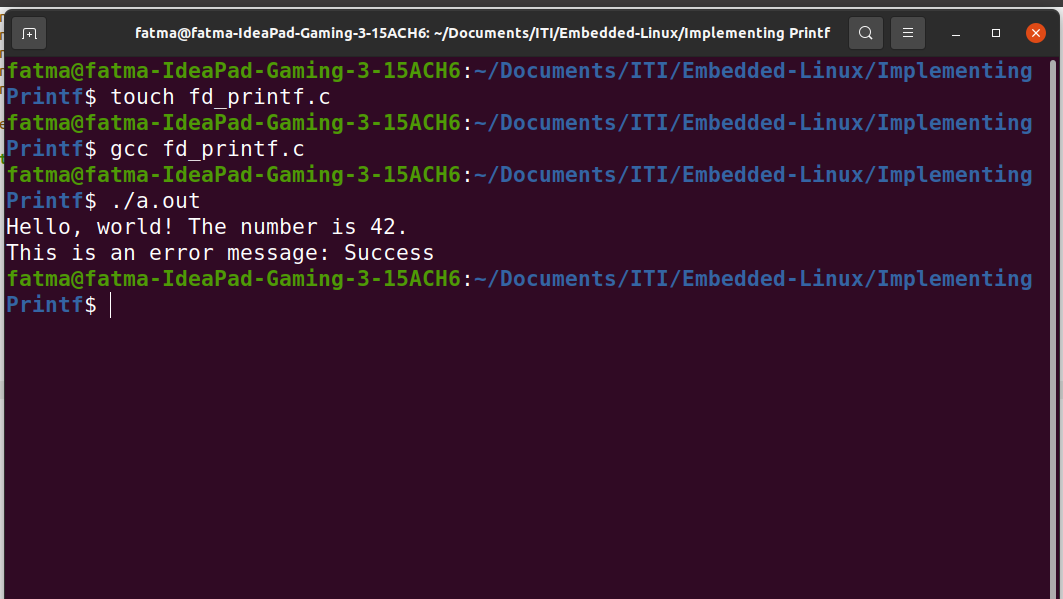 fatma@fatma-IdeaPad-Gaming-3-15ACH6: ~/Documents/ITI/Embedded-Linux/Implementing Printf
fatma@fatma-IdeaPad-Gaming-3-15ACH6:~/Documents/ITI/Embedded-Linux/Implementing
Printf$ touch fd_printf.c
fatma@fatma-IdeaPad-Gaming-3-15ACH6:~/Documents/ITI/Embedded-Linux/Implementing
Printf$ gcc fd_printf.c
fatma@fatma-IdeaPad-Gaming-3-15ACH6:~/Documents/ITI/Embedded-Linux/Implementing
Printf$ ./a.out
Hello, world! The number is 42.
This is an error message: Success
fatma@fatma-IdeaPad-Gaming-3-15ACH6:~/Documents/ITI/Embedded-Linux/Implementing
Printf$